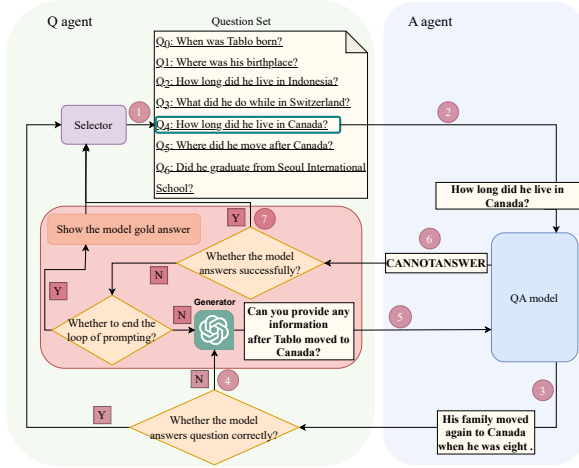 Q agent
Question Set
A agent
Q0: When was Tablo born?
Q1: Where was his birthplace?
Q2: How long did he live in Indonesia?
Q3: What did he do while in Switzerland?
Q4: How long did he live in Canada?
Q5: Where did he move after Canada?
Q6: Did he graduate from Seoul International
School?
Selector
1
2
How long did he live in
Canada?
Y
7
Show the model gold answer
Whether the model
answers successfully?
6
CANNOTANSWER
QA model
N
Y
Whether to end the
loop of prompting?
N
Generator
Can you provide any
information
after Tablo moved to
Canada?
5
N
4
3
Y
Whether the model
answers question correctly?
His family moved
again to Canada
when he was eight .